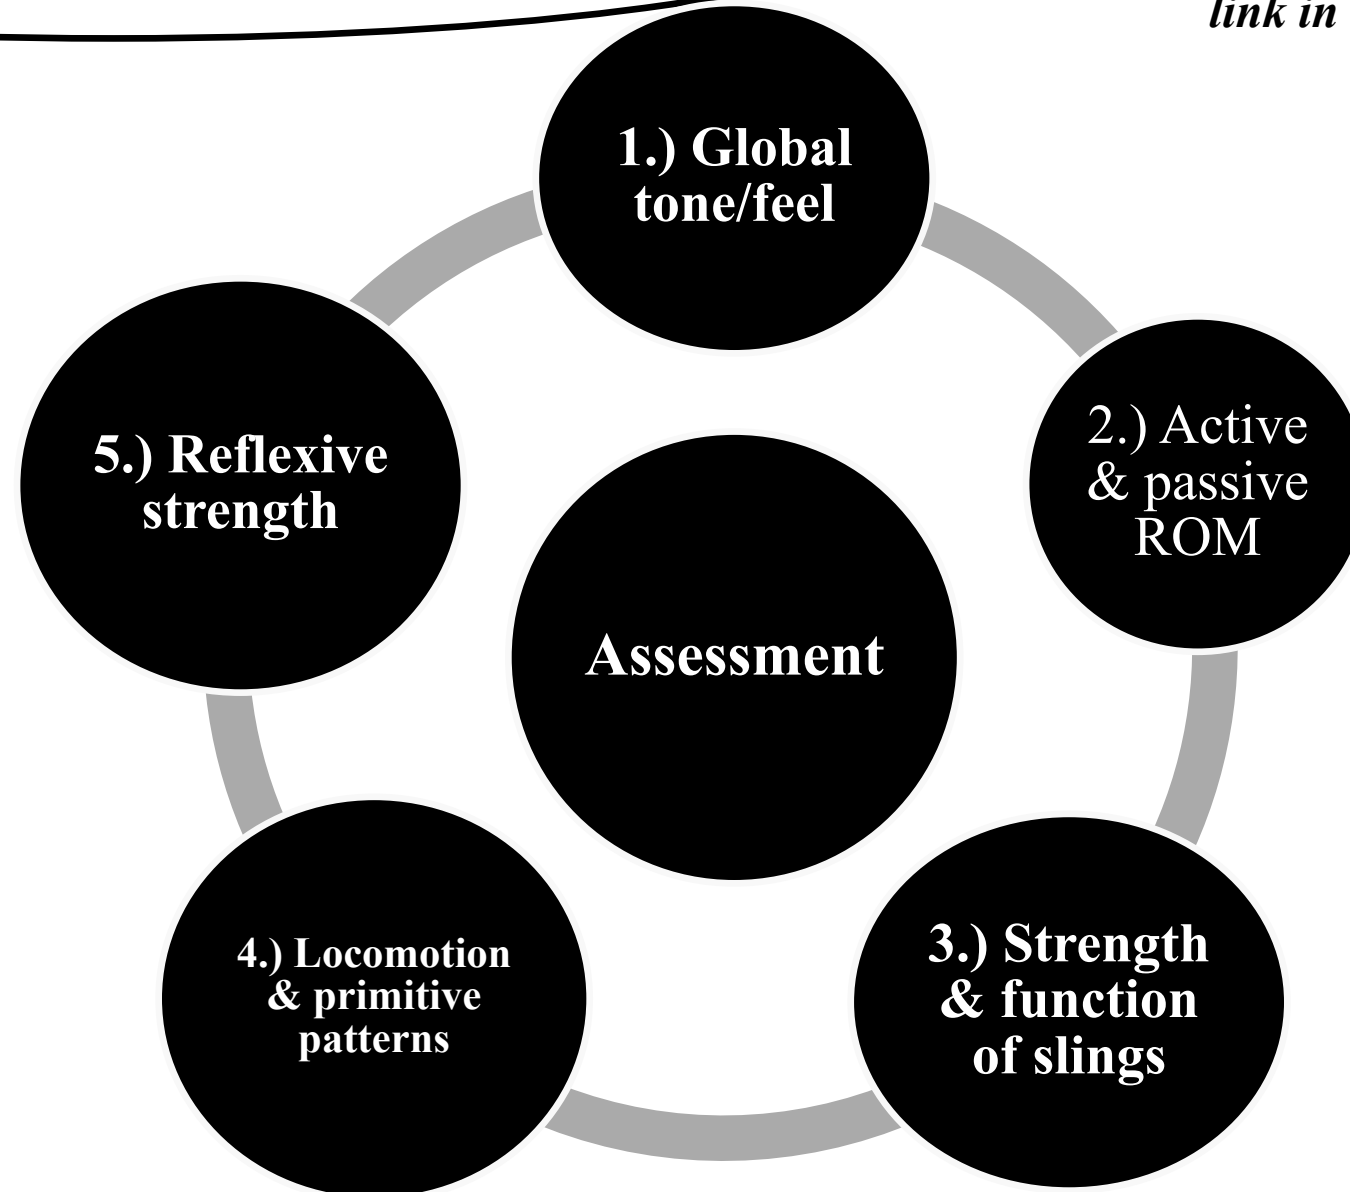 link in
1.) Global
tone/feel
2.) Active
& passive
ROM
3.) Strength
& function
of slings
4.) Locomotion
& primitive
patterns
5.) Reflexive
strength
Assessment